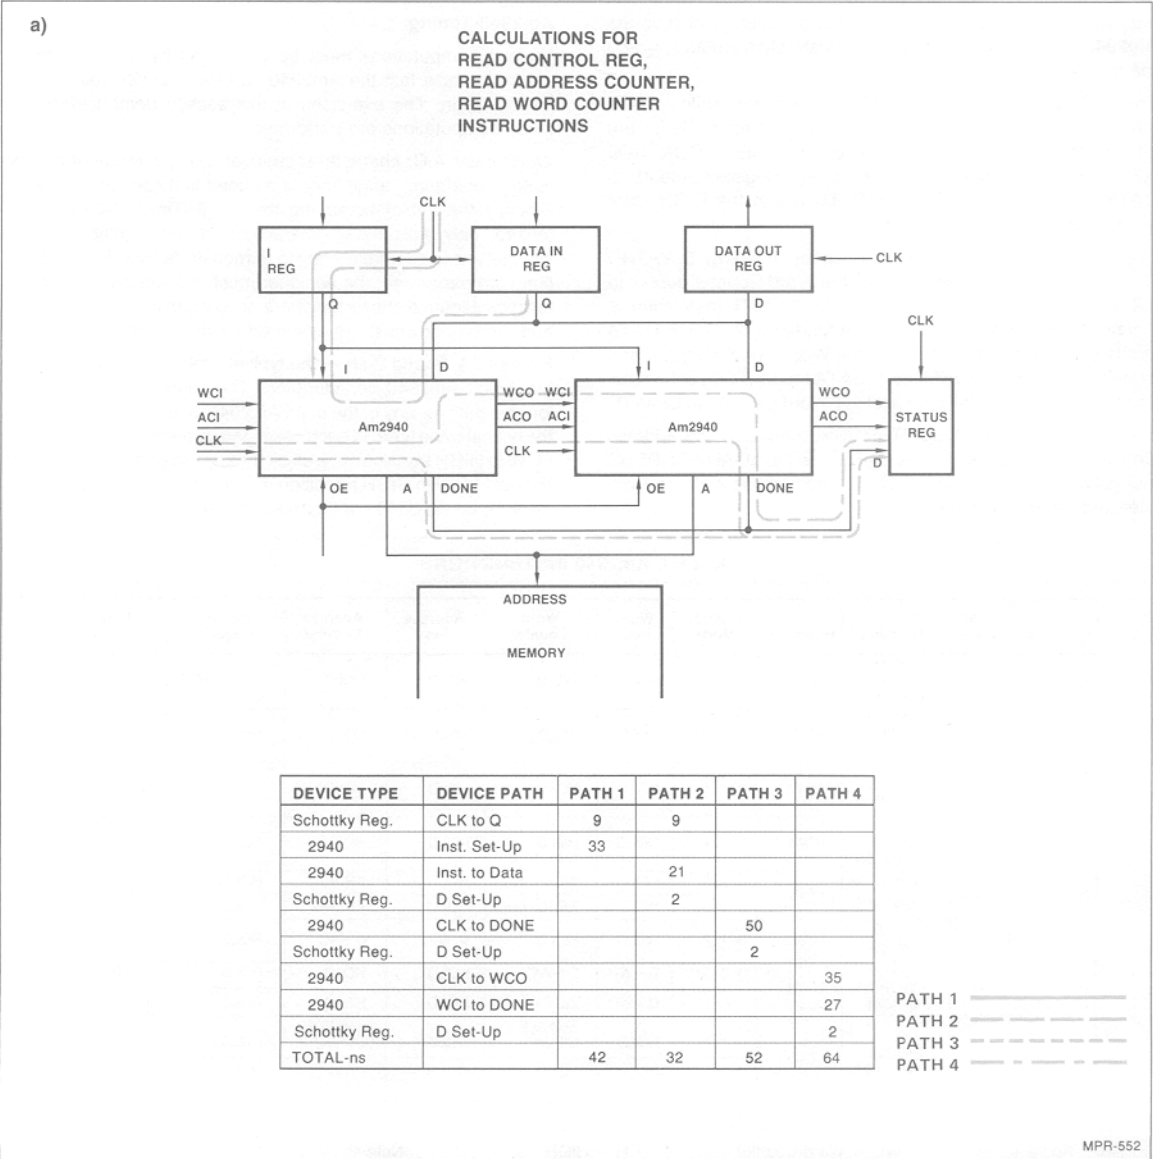 a)
CALCULATIONS FOR
READ CONTROL REG,
READ ADDRESS COUNTER,
READ WORD COUNTER
INSTRUCTIONS
CLK
I
REG
DATA IN
REG
DATA OUT
REG
CLK
Q
Q
D
CLK
I
D
I
D
WCI
ACI
CLK
Am2940
WCO
WCI
ACO
ACI
CLK
Am2940
WCO
ACO
STATUS
REG
D
OE
A
DONE
OE
A
DONE
ADDRESS
MEMORY
DEVICE TYPE DEVICE PATH PATH 1 PATH 2 PATH 3 PATH 4
Schottky Reg. CLK to Q 9 9
2940 Inst. Set-Up 33
2940 Inst. to Data 21
Schottky Reg. D Set-Up 2
2940 CLK to DONE 50
Schottky Reg. D Set-Up 2
2940 CLK to WCO 35
2940 WCI to DONE 27
Schottky Reg. D Set-Up 2
TOTAL-ns 42 32 52 64
PATH 1
PATH 2
PATH 3
PATH 4
MPR-552